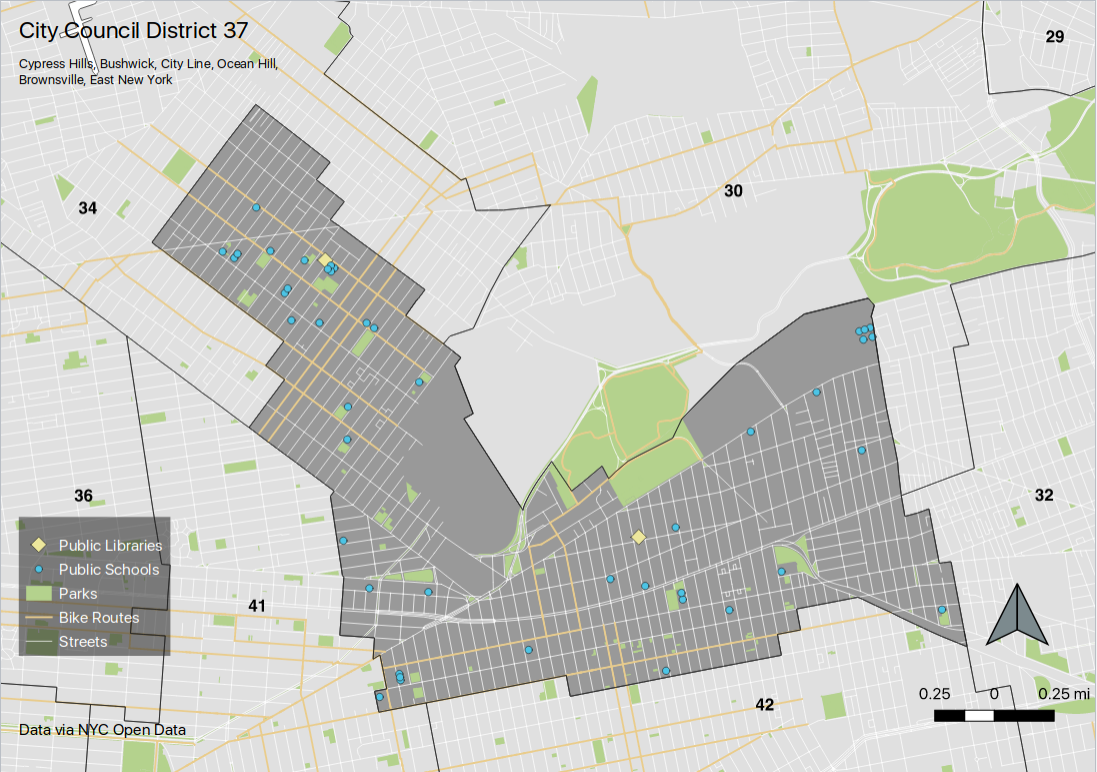 City Council District 37
Cypress Hills, Bushwick, City Line, Ocean Hill,
Brownsville, East New York
29
30
34
36
32
41
42
Public Libraries
Public Schools
Parks
Bike Routes
Streets
0.25 0 0.25 mi
Data via NYC Open Data